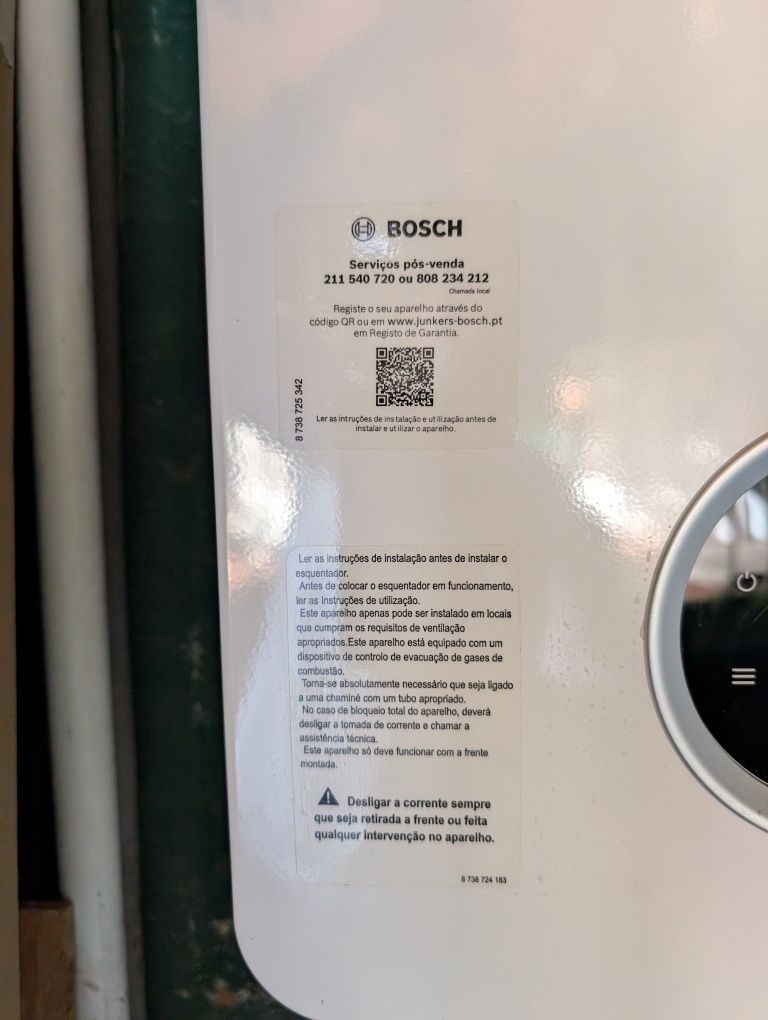 BOSCH
Serviços pós-venda
211 540 720 ou 808 234 212
Chamada local
Registe o seu aparelho através do
código QR ou em www.junkers-bosch.pt
em Registo de Garantia.
8 738 725 342
Ler as intruções de instalação e utilização antes de
instalar e utilizar o aparelho.
Ler as instruções de instalação antes de instalar o
esquentador.
Antes de colocar o esquentador em funcionamento,
ler as Instruções de utilização.
Este aparelho apenas pode ser instalado em locais
que cumpram os requisitos de ventilação
apropriados.Este aparelho está equipado com um
dispositivo de controlo de evacuação de gases de
combustão.
Torna-se absolutamente necessário que seja ligado
a uma chaminé com um tubo apropriado.
No caso de bloqueio total do aparelho, deverá
desligar a tomada de corrente e chamar a
assistência técnica.
Este aparelho só deve funcionar com a frente
montada.
Desligar a corrente sempre
que seja retirada a frente ou feita
qualquer intervenção no aparelho.
8 738 724 183